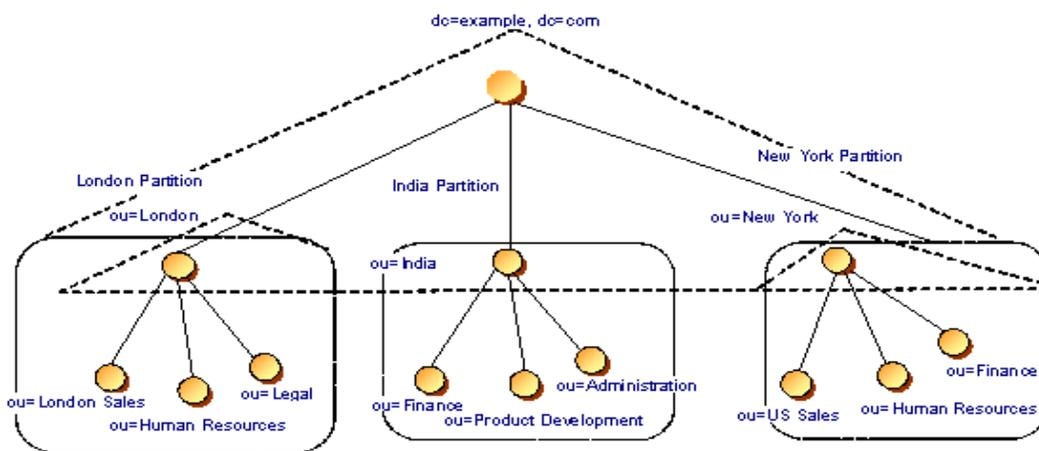 dc=example, dc=com
New York Partition
London Partition
India Partition
ou=London
ou=New York
ou=India
ou=London Sales
ou=Human Resources
ou=Legal
ou=Finance
ou=Product Development
ou=Administration
ou=US Sales
ou=Human Resources
ou=Finance